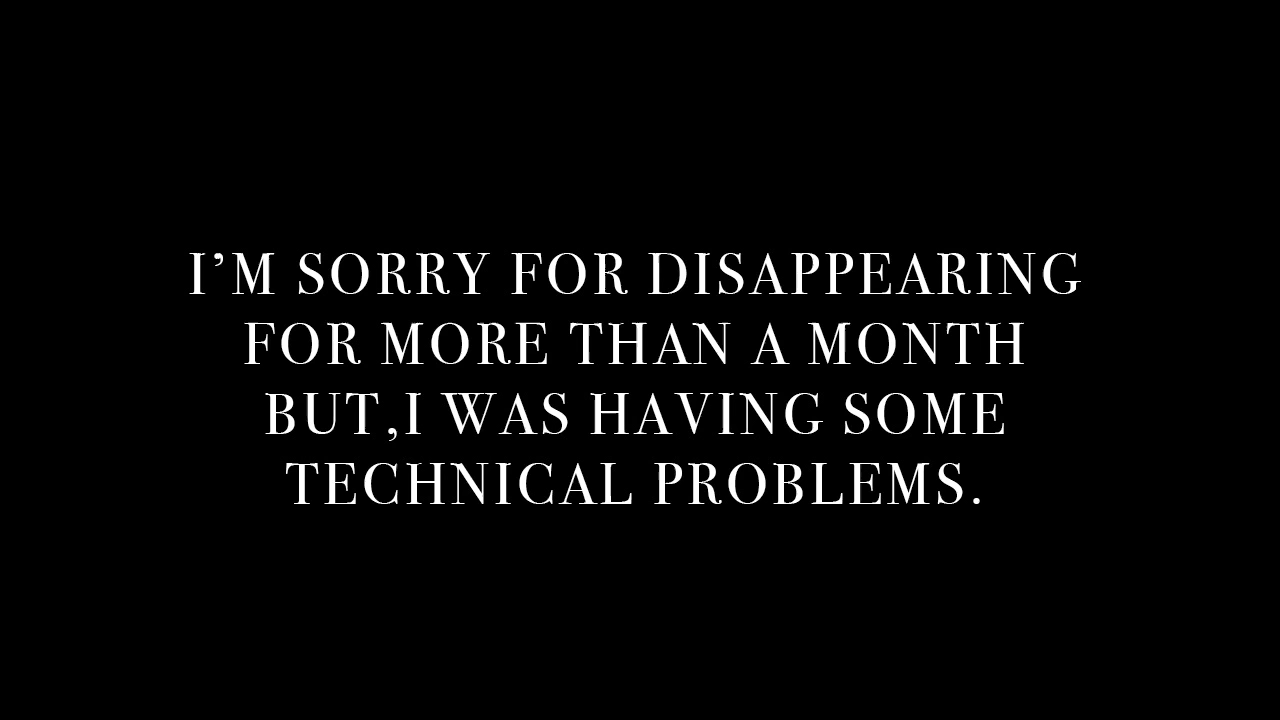 I'M SORRY FOR DISAPPEARING
FOR MORE THAN A MONTH
BUT,I WAS HAVING SOME
TECHNICAL PROBLEMS.